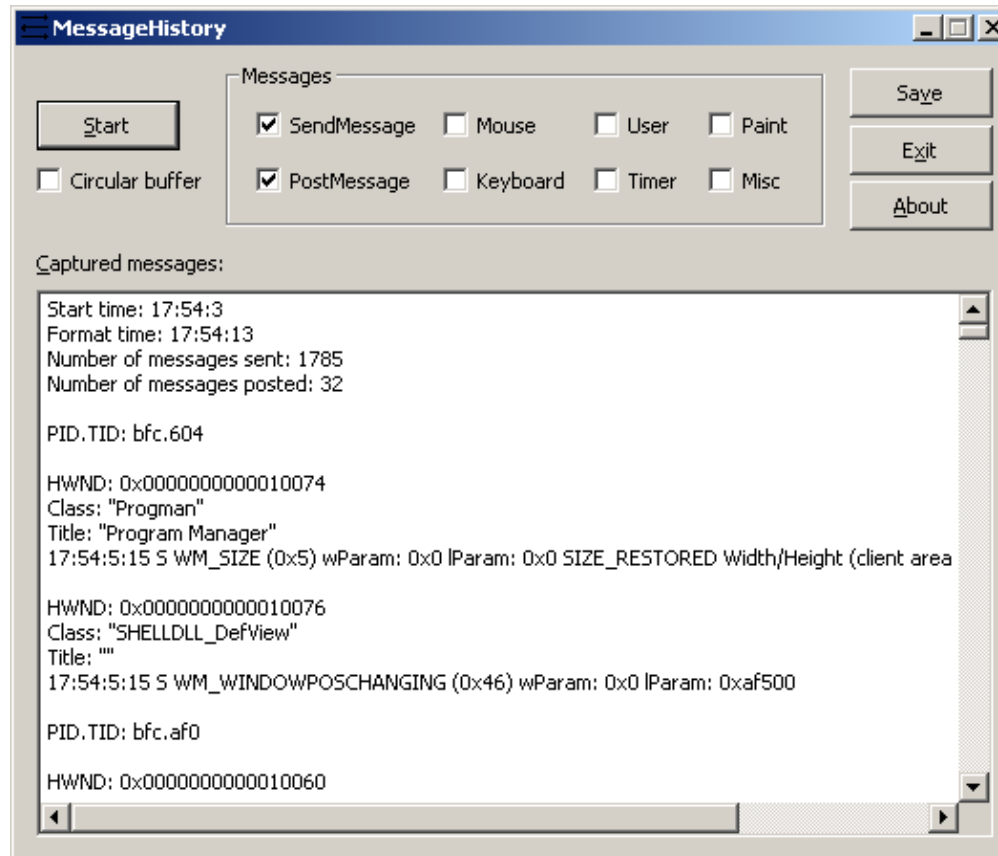 MessageHistory
Messages
Save
Start
SendMessage Mouse User Paint
Exit
Circular buffer
PostMessage Keyboard Timer Misc
About
Captured messages:
Start time: 17:54:3
Format time: 17:54:13
Number of messages sent: 1785
Number of messages posted: 32
PID.TID: bfc.604
HWND: 0x0000000000010074
Class: "Progman"
Title: "Program Manager"
17:54:5:15 S WM_SIZE (0x5) wParam: 0x0 lParam: 0x0 SIZE_RESTORED Width/Height (client area
HWND: 0x0000000000010076
Class: "SHELLDLL_DefView"
Title: ""
17:54:5:15 S WM_WINDOWPOSCHANGING (0x46) wParam: 0x0 lParam: 0xaf500
PID.TID: bfc.af0
HWND: 0x0000000000010060